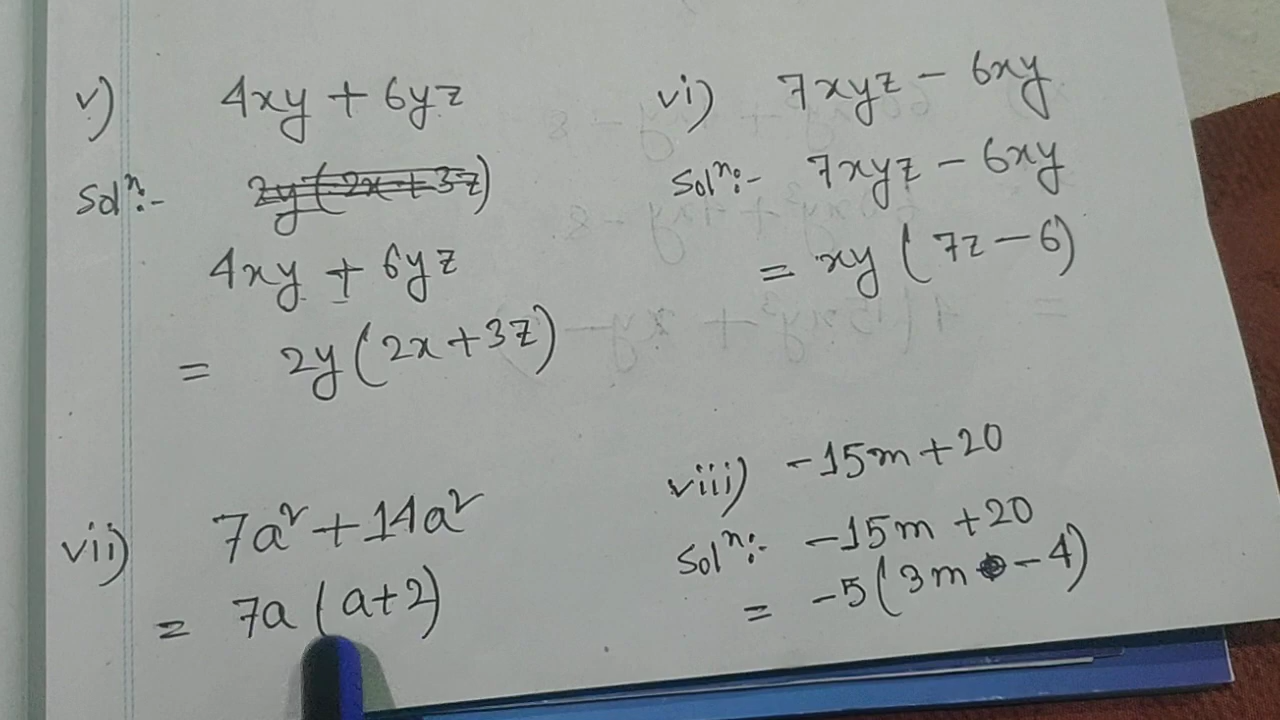 v) 4xy + 6yz
Solⁿ:- 2y(2x+3z)
4xy + 6yz
= 2y(2x+3z)
vi) 7xyz - 6xy
Solⁿ:- 7xyz - 6xy
= xy(7z-6)
vii) 7a²+14a²
= 7a(a+2)
viii) -15m+20
Solⁿ:- -15m +20
= -5(3m -4)